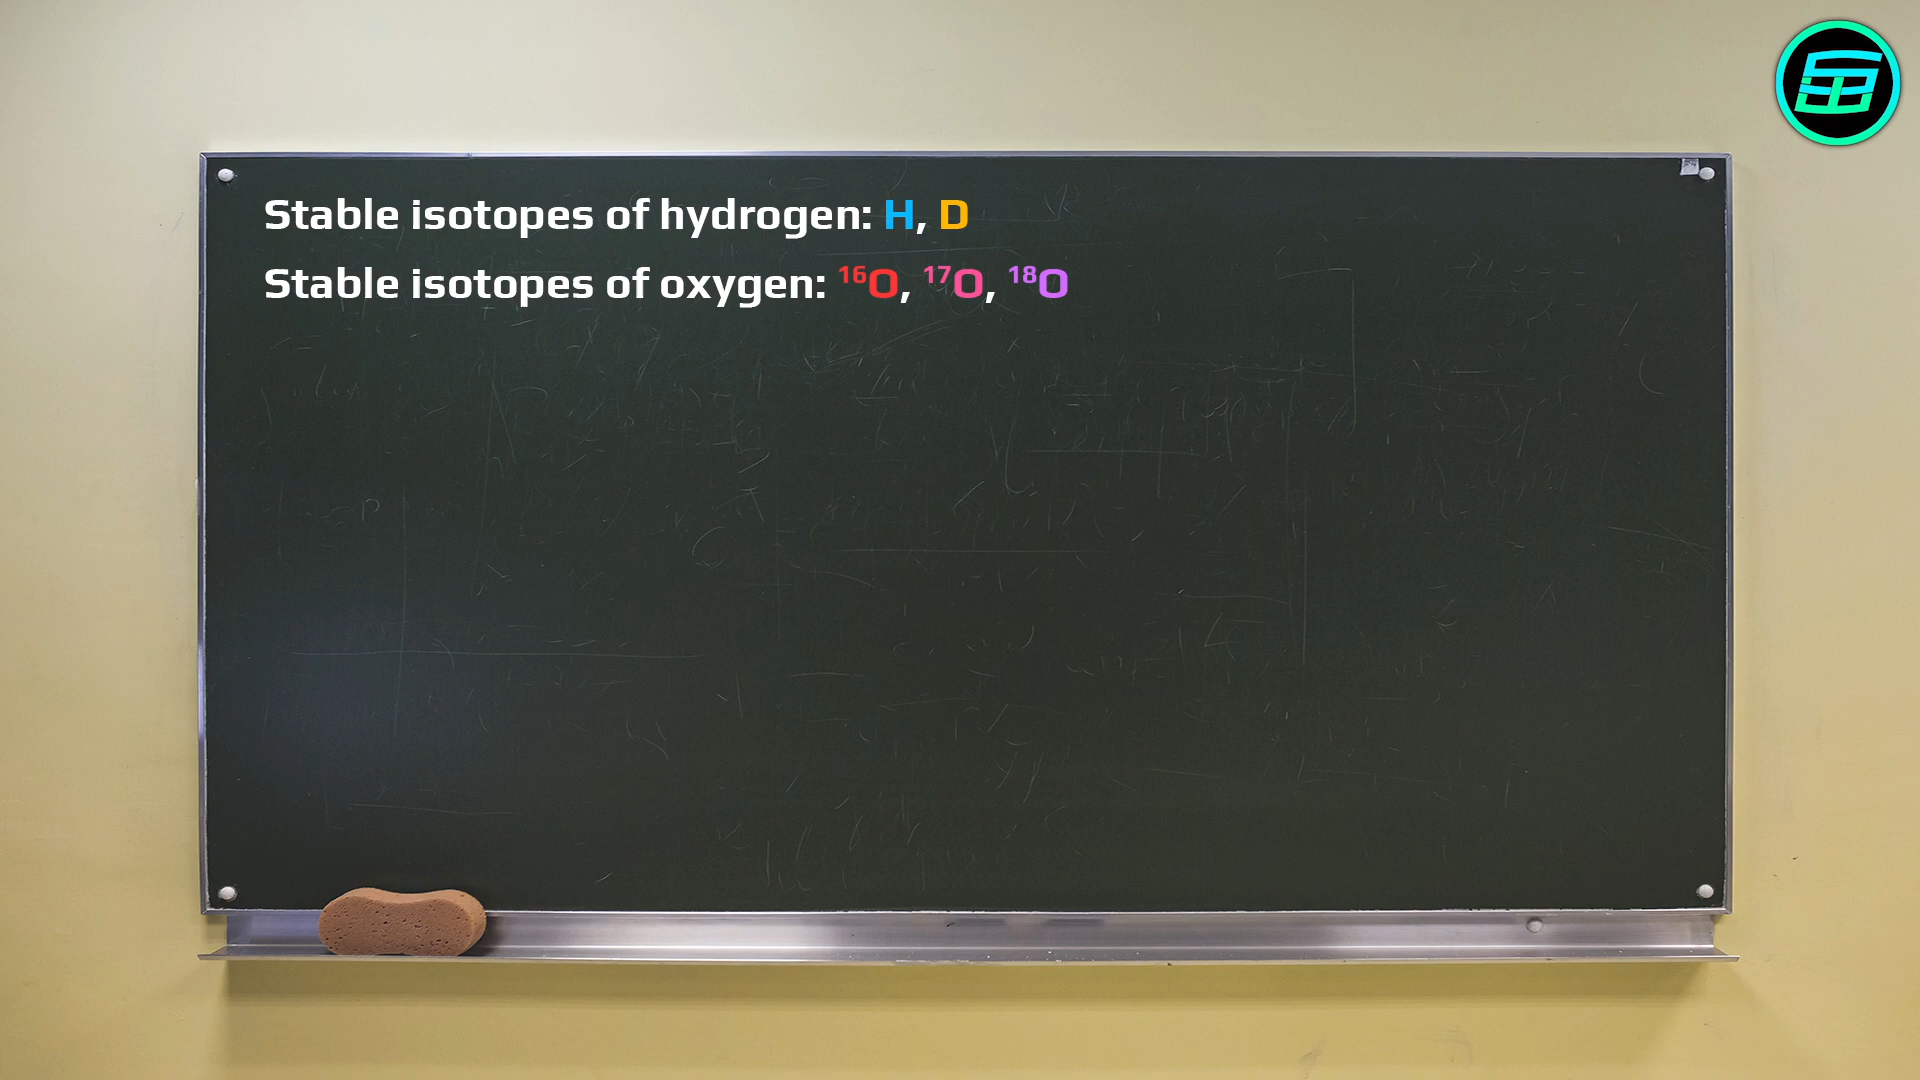 Stable isotopes of hydrogen: H, D
Stable isotopes of oxygen: ¹⁶O, ¹⁷O, ¹⁸O